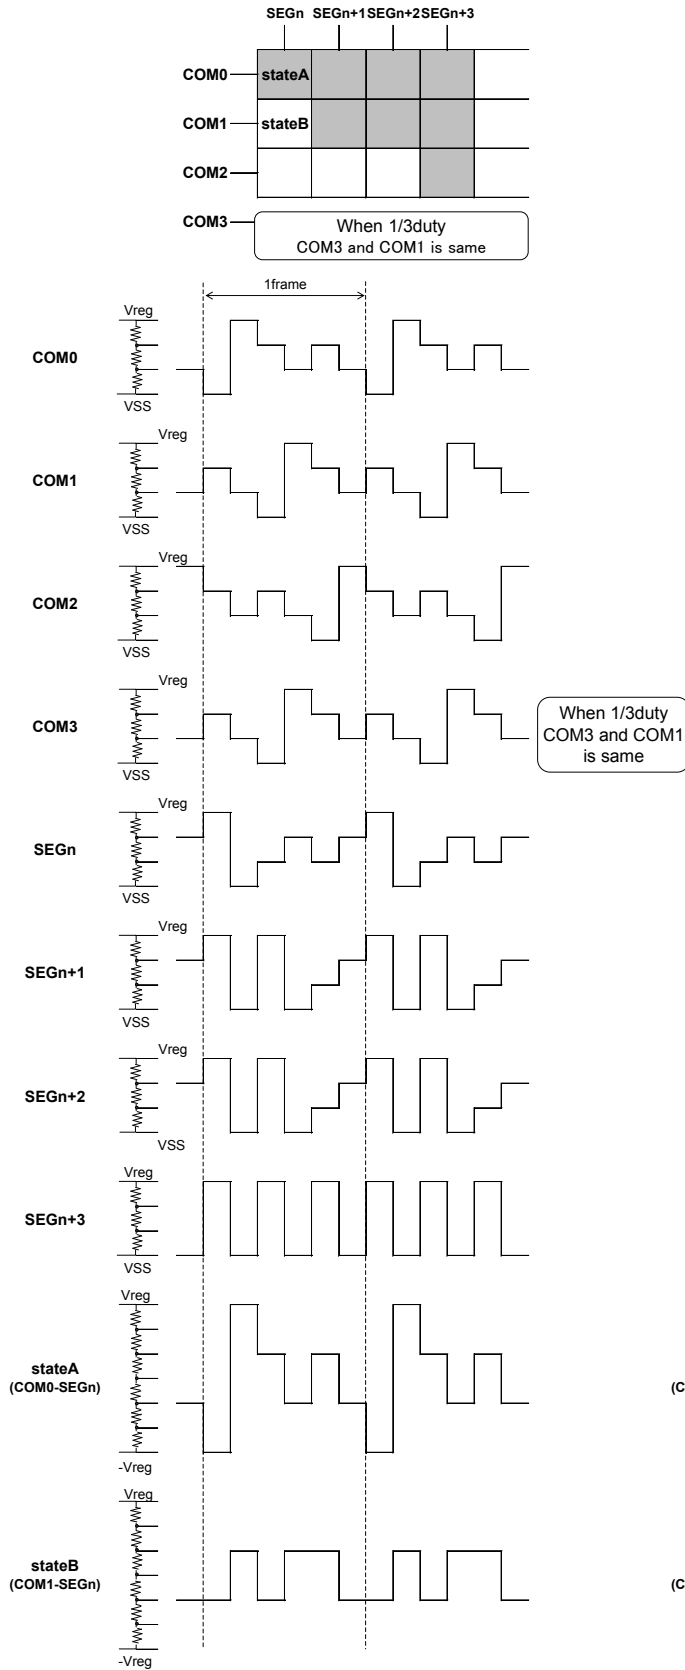 SEGn SEGn+1 SEGn+2 SEGn+3
COM0 stateA
COM1 stateB
COM2
COM3
When 1/3duty
COM3 and COM1 is same
1frame
Vreg
COM0
VSS
Vreg
COM1
VSS
Vreg
COM2
VSS
Vreg
COM3
When 1/3duty
COM3 and COM1
is same
VSS
Vreg
SEGn
VSS
Vreg
SEGn+1
VSS
Vreg
SEGn+2
VSS
Vreg
SEGn+3
VSS
Vreg
stateA
(COM0-SEGn) (C
-Vreg
Vreg
stateB
(COM1-SEGn) (C
-Vreg